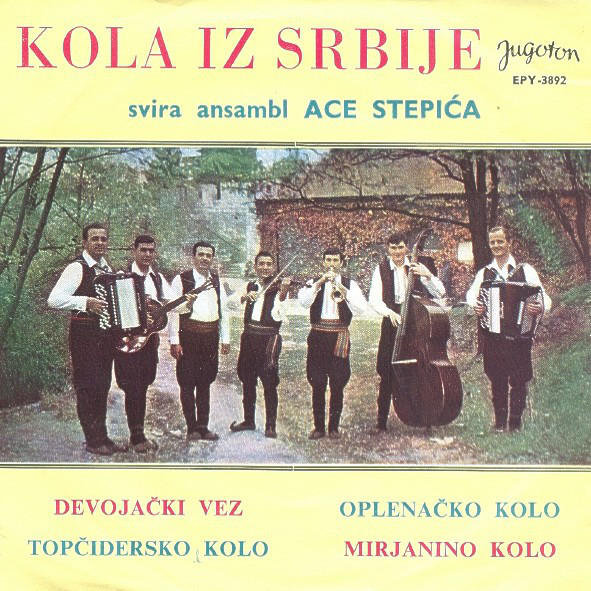 KOLA IZ SRBIJE
Jugoton
EPY-3892
svira ansambl ACE STEPIĆA
DEVOJAČKI VEZ
OPLENAČKO KOLO
TOPČIDERSKO KOLO
MIRJANINO KOLO